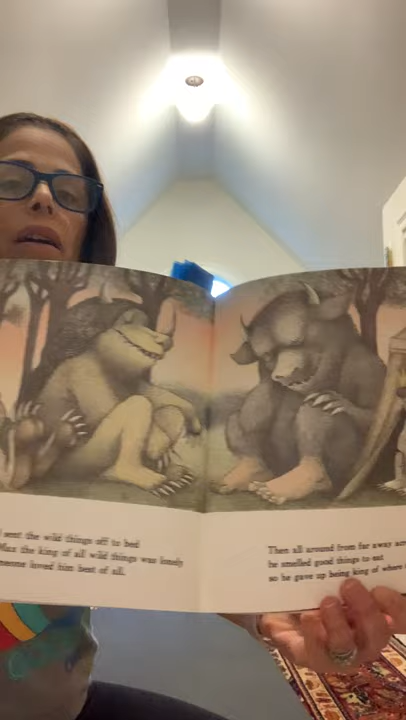 sent the wild things off to bed
Max the king of all wild things was lonely
someone loved him best of all.
Then all around from far away
he smelled good things to eat
so he gave up being king of where